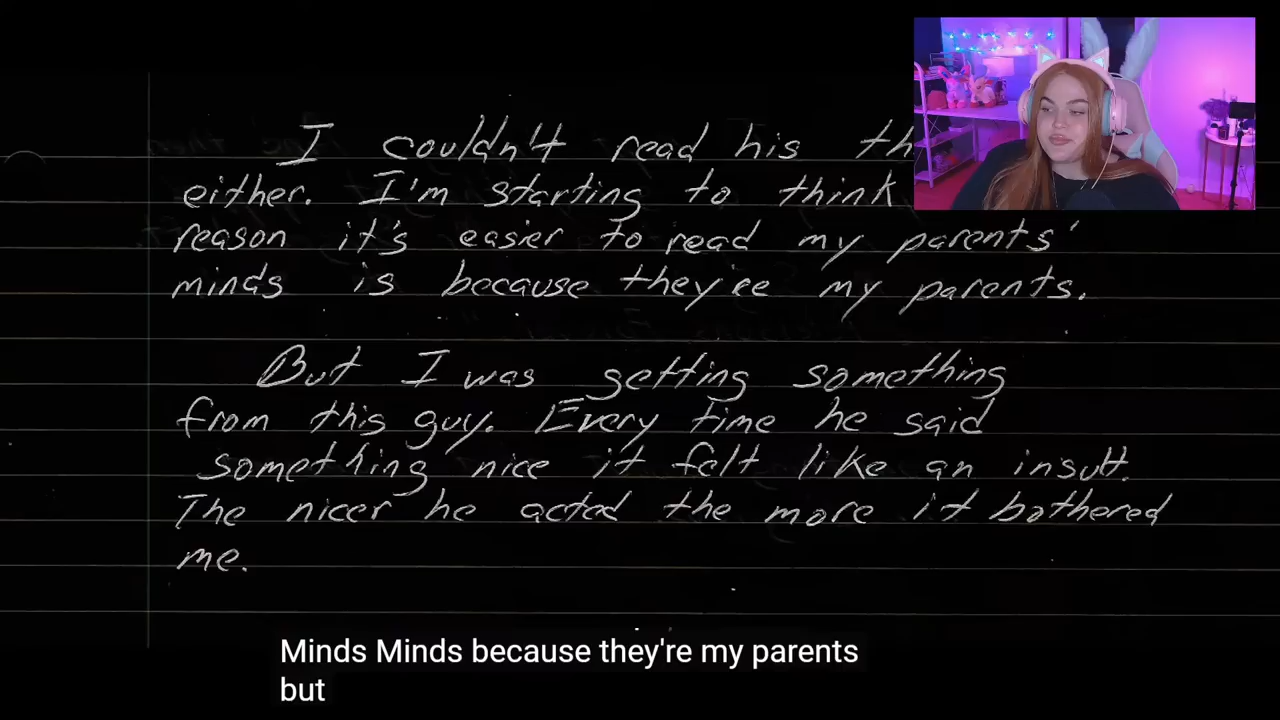 I couldn't read his th
either. I'm starting to think
reason it's easier to read my parents'
minds is because they're my parents.
But I was getting something
from this guy. Every time he said
something nice it felt like an insult.
The nicer he acted the more it bothered
me.
Minds Minds because they're my parents
but